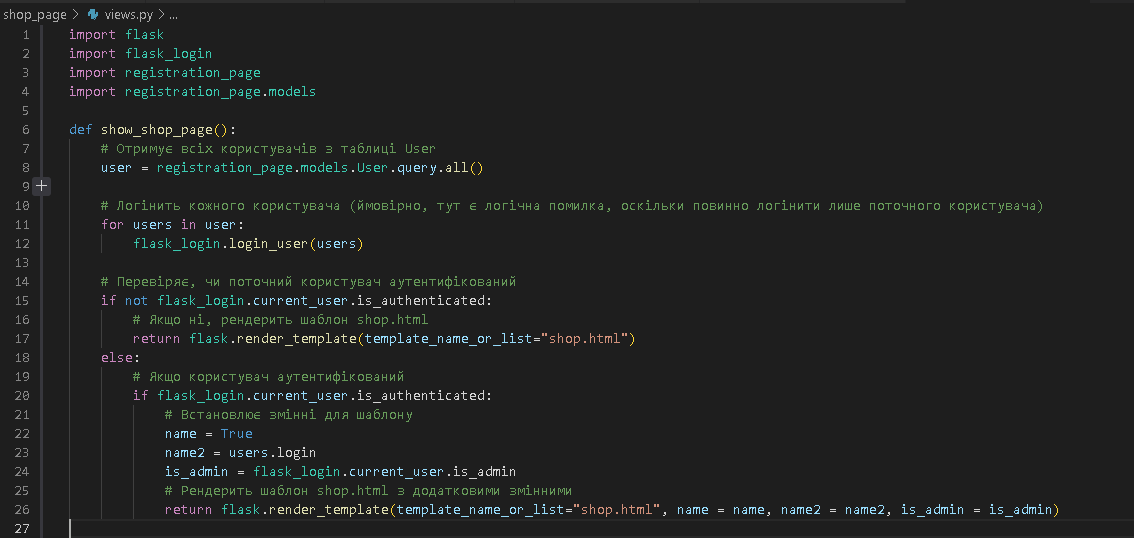 shop_page > views.py > ...
1 import flask
2 import flask_login
3 import registration_page
4 import registration_page.models
5
6 def show_shop_page():
7     # Отримує всіх користувачів з таблиці User
8     user = registration_page.models.User.query.all()
9
10     # Логінить кожного користувача (ймовірно, тут є логічна помилка, оскільки повинно логінити лише поточного користувача)
11     for users in user:
12         flask_login.login_user(users)
13
14     # Перевіряє, чи поточний користувач аутентифікований
15     if not flask_login.current_user.is_authenticated:
16         # Якщо ні, рендерить шаблон shop.html
17         return flask.render_template(template_name_or_list="shop.html")
18     else:
19         # Якщо користувач аутентифікований
20         if flask_login.current_user.is_authenticated:
21             # Встановлює змінні для шаблону
22             name = True
23             name2 = users.login
24             is_admin = flask_login.current_user.is_admin
25             # Рендерить шаблон shop.html з додатковими змінними
26             return flask.render_template(template_name_or_list="shop.html", name = name, name2 = name2, is_admin = is_admin)
27